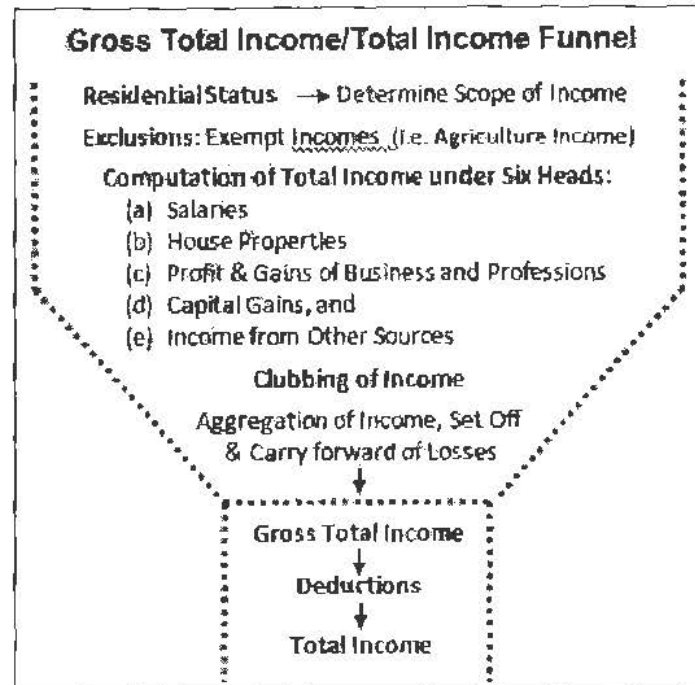 Gross Total Income/Total Income Funnel
Residential Status → Determine Scope of Income
Exclusions: Exempt Incomes (i.e. Agriculture Income)
Computation of Total Income under Six Heads:
(a) Salaries
(b) House Properties
(c) Profit & Gains of Business and Professions
(d) Capital Gains, and
(e) Income from Other Sources
Clubbing of Income
Aggregation of Income, Set Off
& Carry forward of Losses
Gross Total Income
Deductions
Total Income